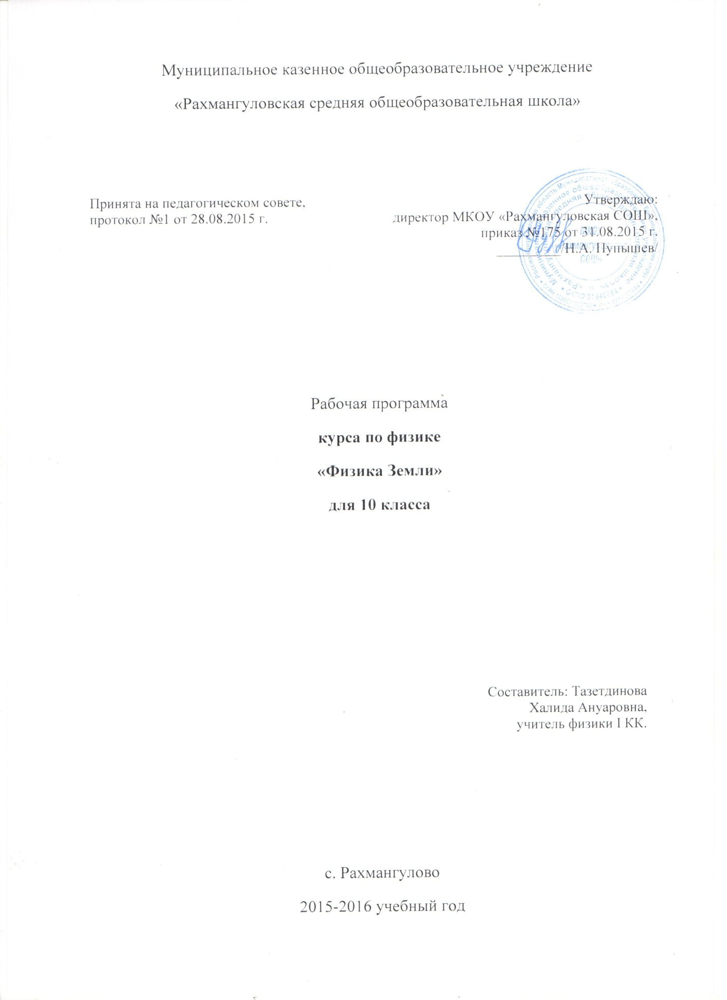 Муниципальное казенное общеобразовательное учреждение
«Рахмангуловская средняя общеобразовательная школа»
Принята на педагогическом совете,
протокол №1 от 28.08.2015 г.
Утверждаю:
директор МКОУ «Рахмангуловская СОШ»,
приказ №175 от 31.08.2015 г.
__________/Н.А. Пупышев/
Рабочая программа
курса по физике
«Физика Земли»
для 10 класса
Составитель: Тазетдинова
Халида Ануаровна,
учитель физики I КК.
с. Рахмангулово
2015-2016 учебный год